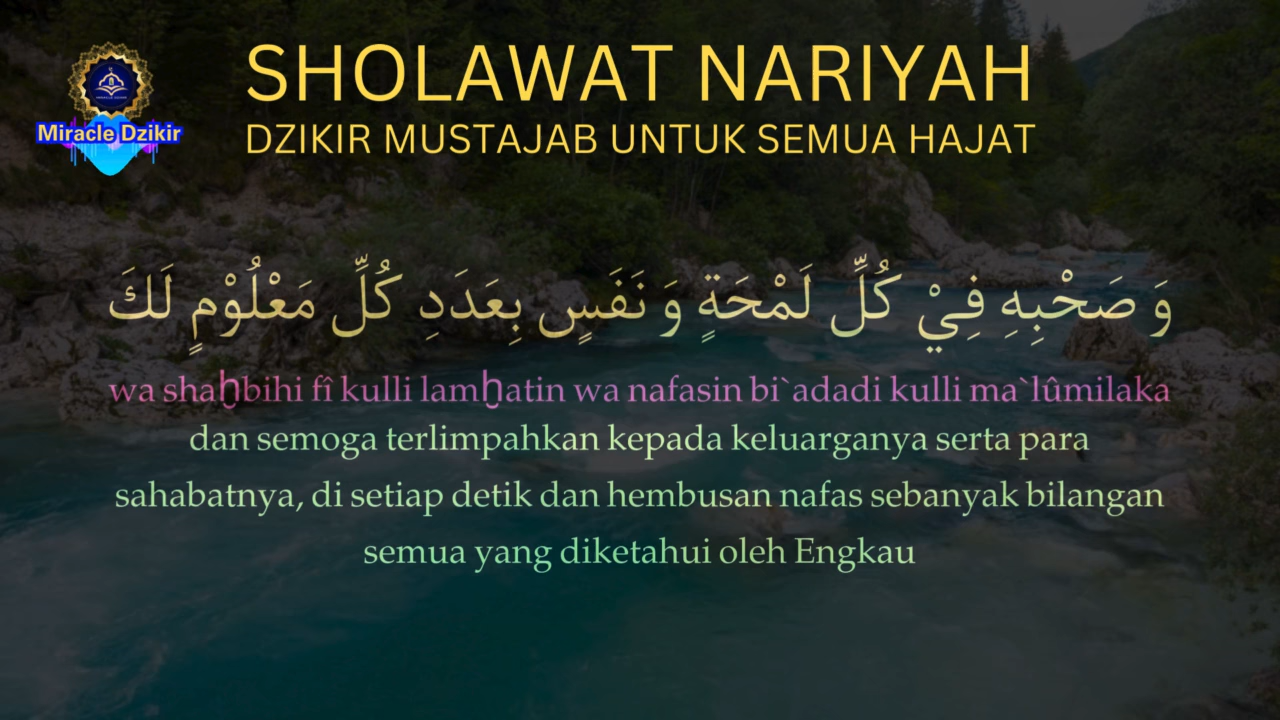 SHOLAWAT NARIYAH
DZIKIR MUSTAJAB UNTUK SEMUA HAJAT
MIRACLE DZIKIR
Miracle Dzikir
وَ صَحْبِهِ فِيْ كُلِّ لَمْحَةٍ وَ نَفَسٍ بِعَدَدِ كُلِّ مَعْلُوْمٍ لَكَ
wa shaḫbihi fî kulli lamḫatin wa nafasin bi`adadi kulli ma`lûmilaka
dan semoga terlimpahkan kepada keluarganya serta para
sahabatnya, di setiap detik dan hembusan nafas sebanyak bilangan
semua yang diketahui oleh Engkau